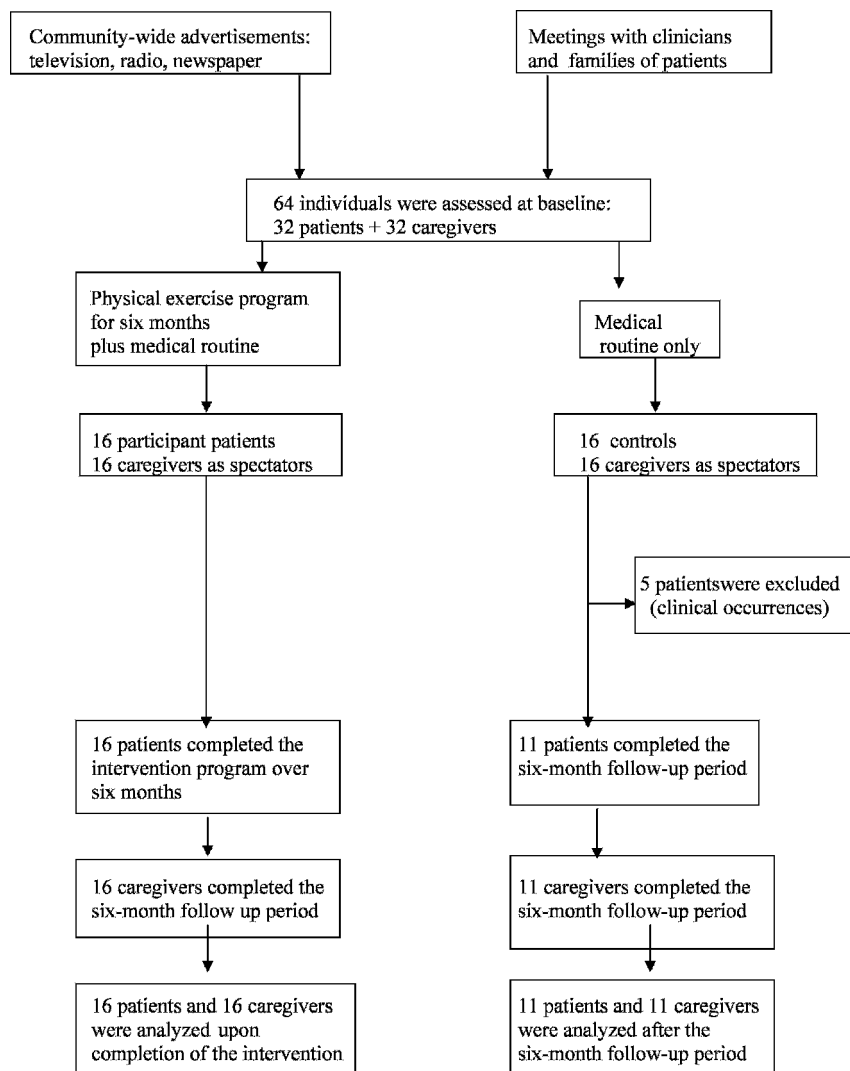 Community-wide advertisements:
television, radio, newspaper
Meetings with clinicians
and families of patients
64 individuals were assessed at baseline:
32 patients + 32 caregivers
Physical exercise program
for six months
plus medical routine
Medical
routine only
16 participant patients
16 caregivers as spectators
16 controls
16 caregivers as spectators
5 patientswere excluded
(clinical occurrences)
16 patients completed the
intervention program over
six months
11 patients completed the
six-month follow-up period
16 caregivers completed the
six-month follow up period
11 caregivers completed the
six-month follow-up period
16 patients and 16 caregivers
were analyzed upon
completion of the intervention
11 patients and 11 caregivers
were analyzed after the
six-month follow-up period